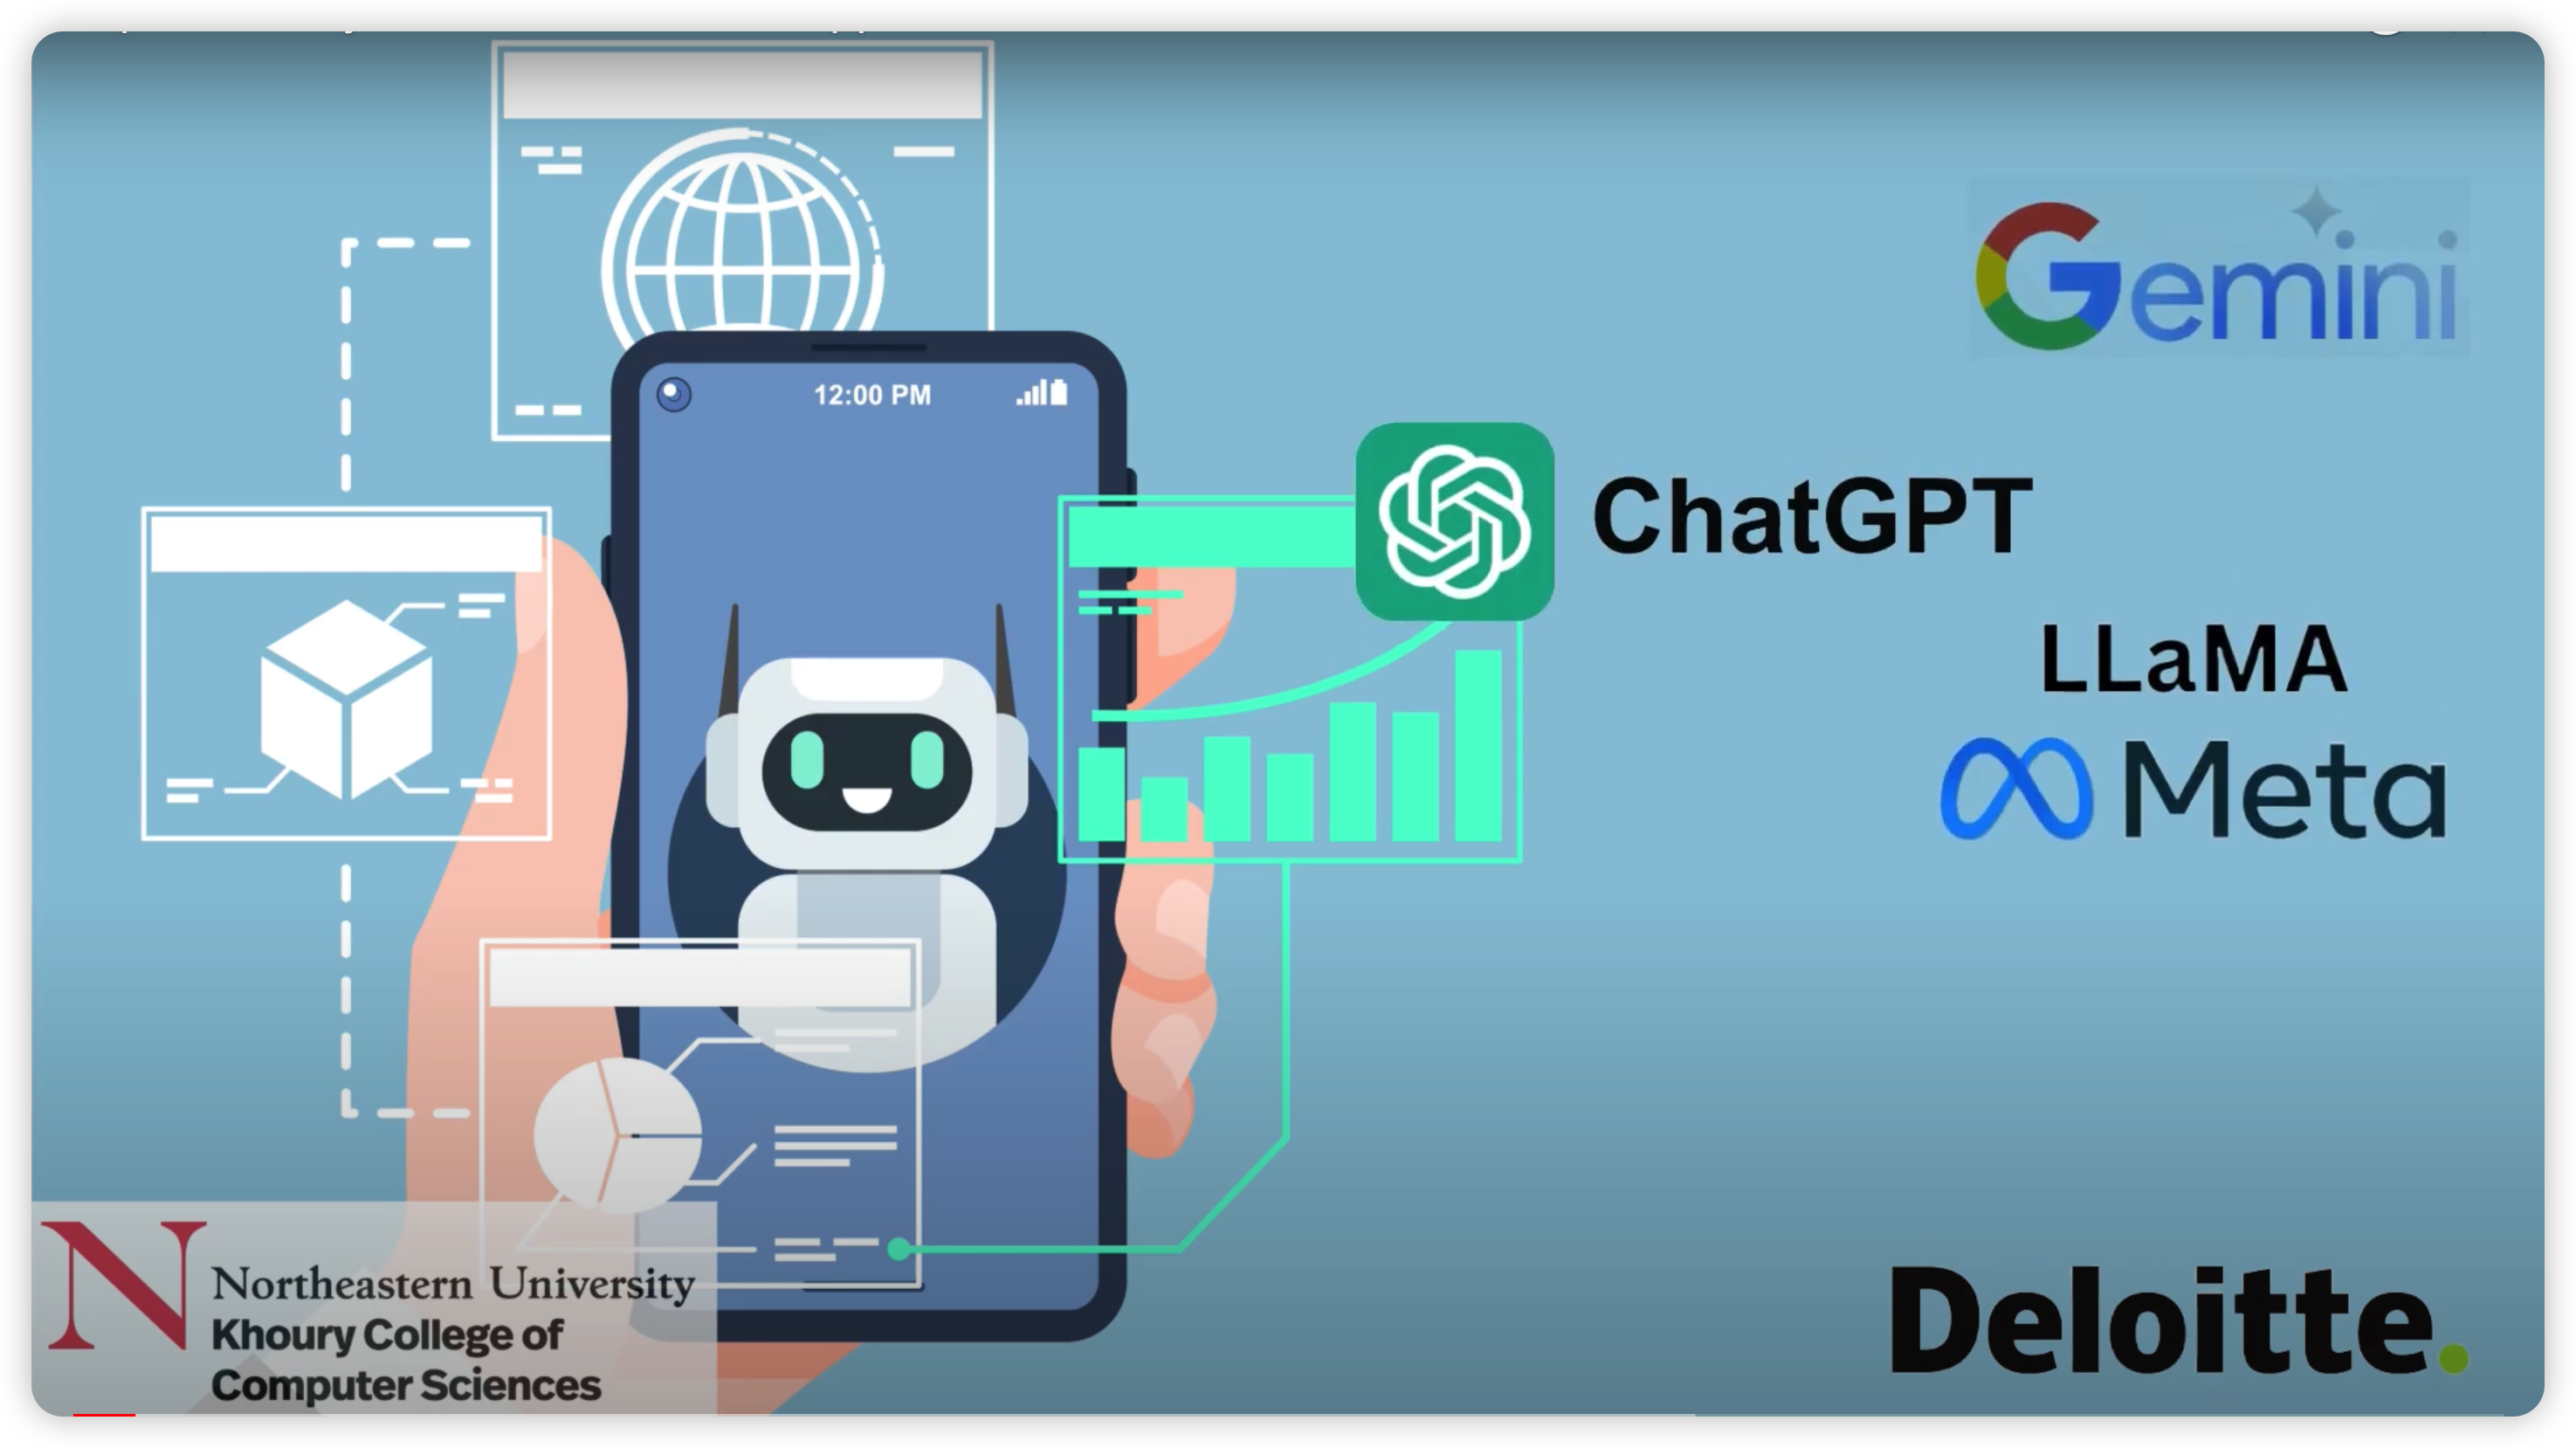 12:00 PM
Gemini
ChatGPT
LLaMA
Meta
Northeastern University
Khoury College of
Computer Sciences
Deloitte.